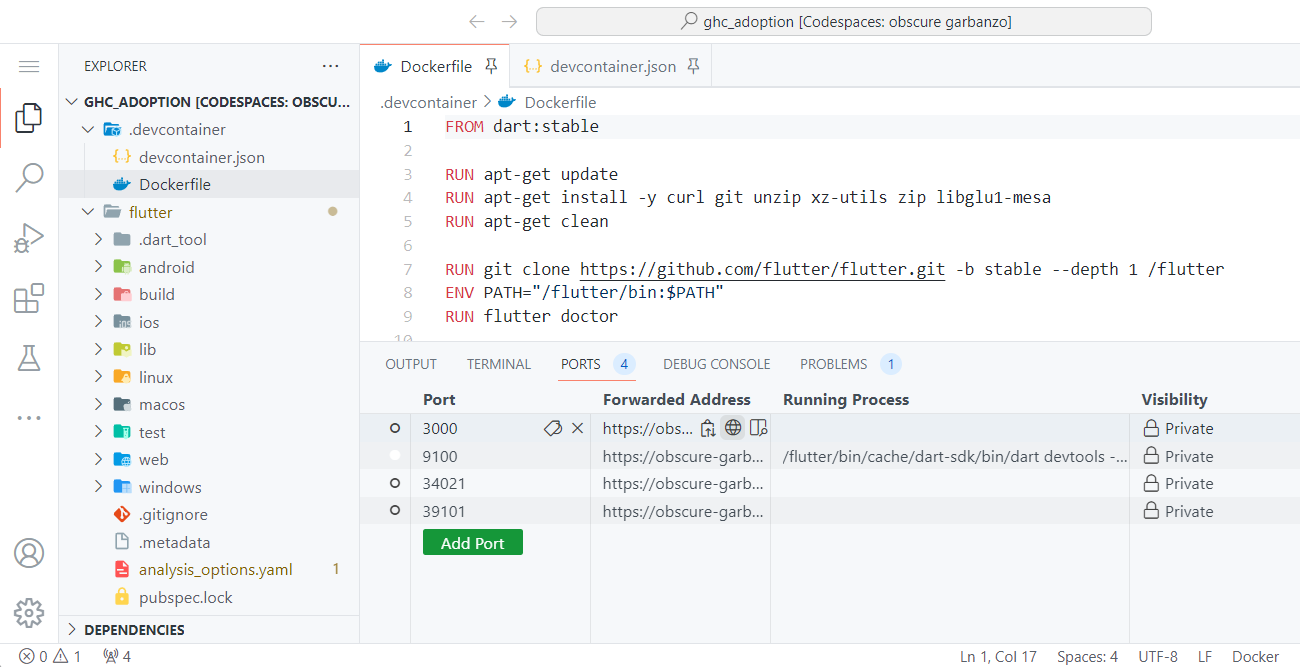 ghc_adoption [Codespaces: obscure garbanzo]
EXPLORER
GHC_ADOPTION [CODESPACES: OBSCU...
.devcontainer
devcontainer.json
Dockerfile
flutter
.dart_tool
android
build
ios
lib
linux
macos
test
web
windows
.gitignore
.metadata
analysis_options.yaml 1
pubspec.lock
DEPENDENCIES
Dockerfile devcontainer.json
.devcontainer > Dockerfile
1 FROM dart:stable
2
3 RUN apt-get update
4 RUN apt-get install -y curl git unzip xz-utils zip libglu1-mesa
5 RUN apt-get clean
6
7 RUN git clone https://github.com/flutter/flutter.git -b stable --depth 1 /flutter
8 ENV PATH="/flutter/bin:$PATH"
9 RUN flutter doctor
10
OUTPUT TERMINAL PORTS 4 DEBUG CONSOLE PROBLEMS 1
Port Forwarded Address Running Process Visibility
3000 https://obs... Private
9100 https://obscure-garb... /flutter/bin/cache/dart-sdk/bin/dart devtools -... Private
34021 https://obscure-garb... Private
39101 https://obscure-garb... Private
Add Port
0 1 4 Ln 1, Col 17 Spaces: 4 UTF-8 LF Docker